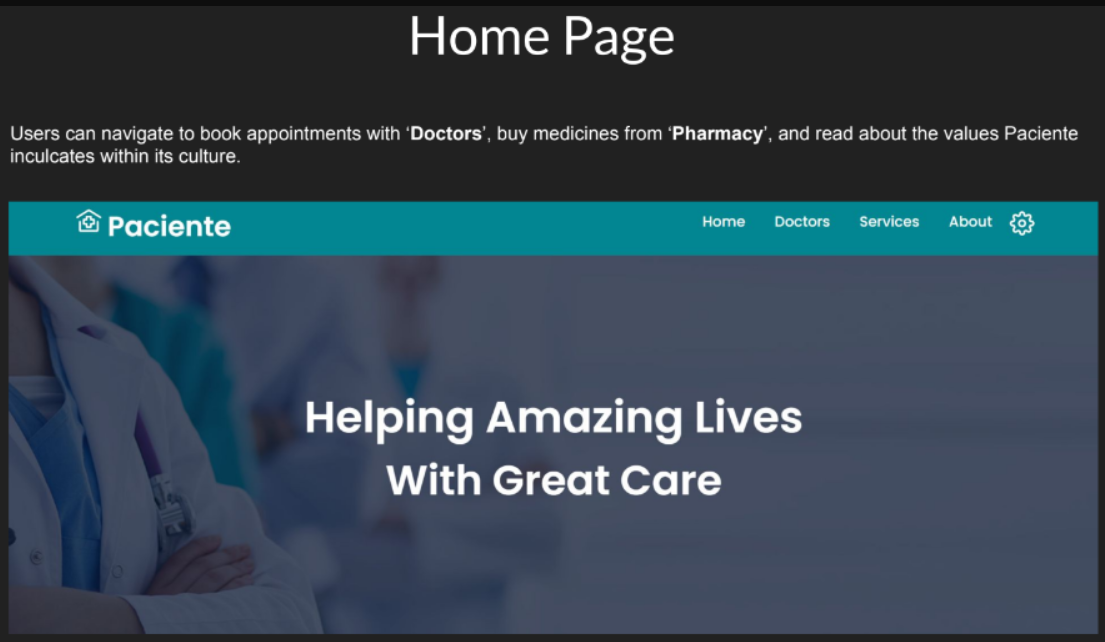 Home Page
Users can navigate to book appointments with ‘Doctors’, buy medicines from ‘Pharmacy’, and read about the values Paciente
inculcates within its culture.
Paciente
Home Doctors Services About
Helping Amazing Lives
With Great Care